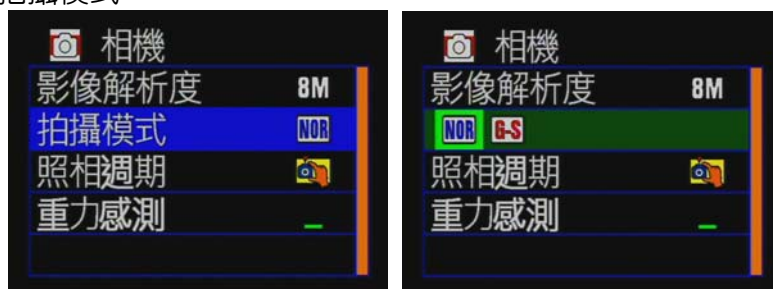 拍攝模式
相機
影像解析度 8M
拍攝模式 NOR
照相週期
重力感測 _
相機
影像解析度 8M
NOR G-S
照相週期
重力感測 _